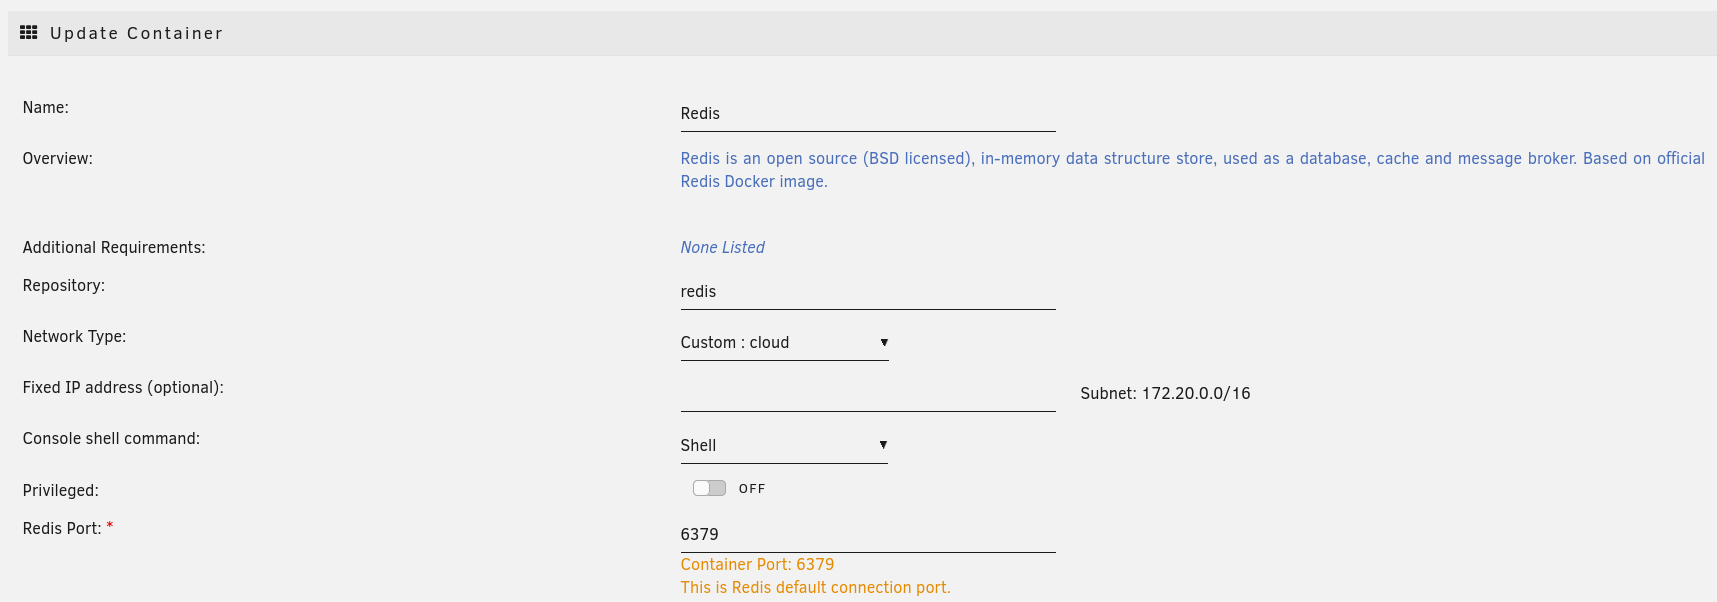 Update Container
Name:
Redis
Overview:
Redis is an open source (BSD licensed), in-memory data structure store, used as a database, cache and message broker. Based on official
Redis Docker image.
Additional Requirements:
None Listed
Repository:
redis
Network Type:
Custom : cloud
Fixed IP address (optional):
Subnet: 172.20.0.0/16
Console shell command:
Shell
Privileged:
OFF
Redis Port: *
6379
Container Port: 6379
This is Redis default connection port.